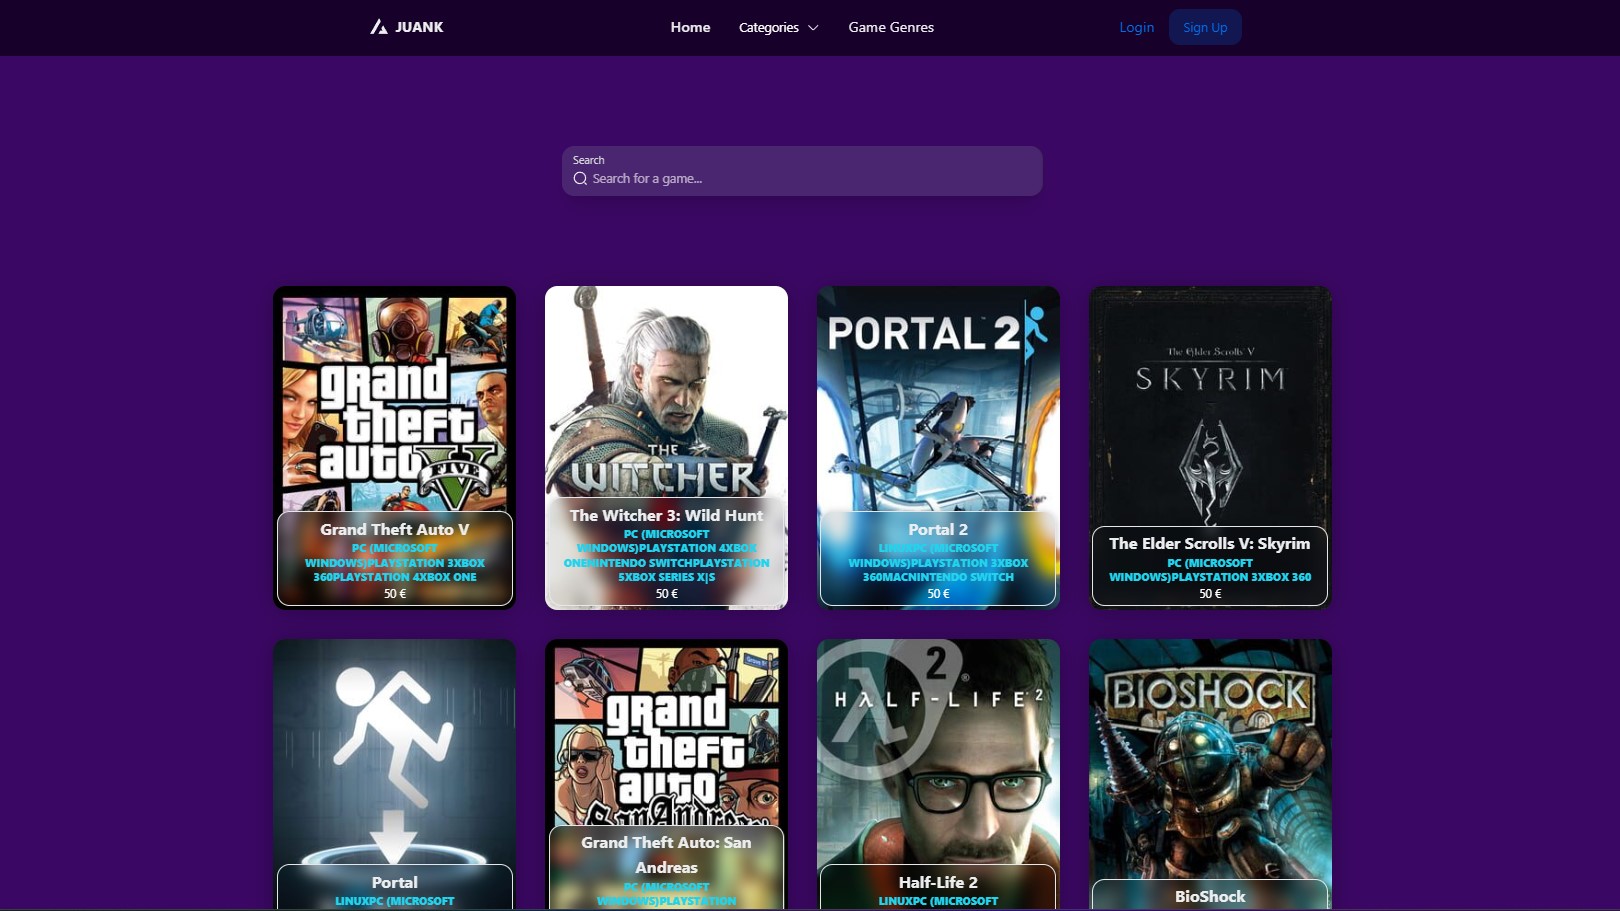 JUANK
Home
Categories
Game Genres
Login
Sign Up
Search
Search for a game...
grand
theft
auto
V
FIVE
Grand Theft Auto V
PC (MICROSOFT
WINDOWS)PLAYSTATION 3XBOX
360PLAYSTATION 4XBOX ONE
50 €
THE
WITCHER
The Witcher 3: Wild Hunt
PC (MICROSOFT
WINDOWS)PLAYSTATION 4XBOX
ONENINTENDO SWITCHPLAYSTATION
5XBOX SERIES X|S
50 €
PORTAL 2
Portal 2
LINUXPC (MICROSOFT
WINDOWS)PLAYSTATION 3XBOX
360MACNINTENDO SWITCH
50 €
The Elder Scrolls V
SKYRIM
The Elder Scrolls V: Skyrim
PC (MICROSOFT
WINDOWS)PLAYSTATION 3XBOX 360
50 €
Portal
LINUXPC (MICROSOFT
grand
theft
auto
San Andreas
Grand Theft Auto: San
Andreas
PC (MICROSOFT
WINDOWS)PLAYSTATION
2
HλLF-LIFE²
Half-Life 2
LINUXPC (MICROSOFT
BIOSHOCK
BioShock